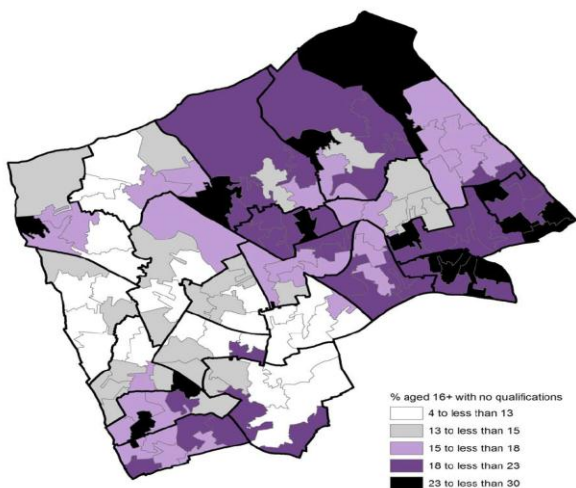 % aged 16+ with no qualifications
4 to less than 13
13 to less than 15
15 to less than 18
18 to less than 23
23 to less than 30